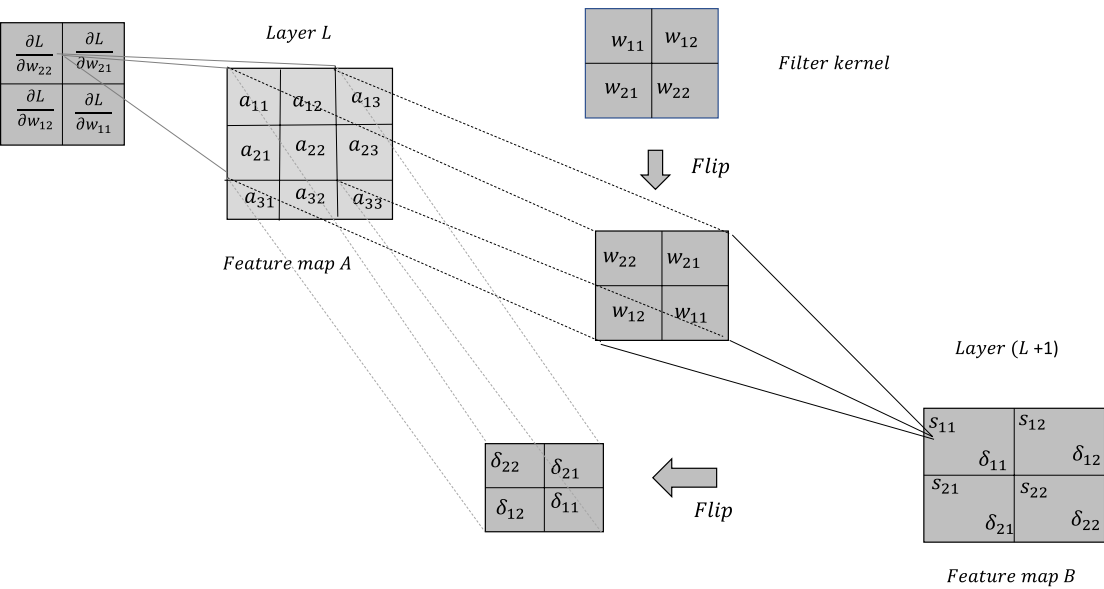 Layer L
Filter kernel
∂L/∂w₂₂ ∂L/∂w₂₁
∂L/∂w₁₂ ∂L/∂w₁₁
a₁₁ a₁₂ a₁₃
a₂₁ a₂₂ a₂₃
a₃₁ a₃₂ a₃₃
Feature map A
w₁₁ w₁₂
w₂₁ w₂₂
Flip
w₂₂ w₂₁
w₁₂ w₁₁
Layer (L +1)
s₁₁ s₁₂
δ₁₁ δ₁₂
s₂₁ s₂₂
δ₂₁ δ₂₂
Feature map B
δ₂₂ δ₂₁
δ₁₂ δ₁₁
Flip